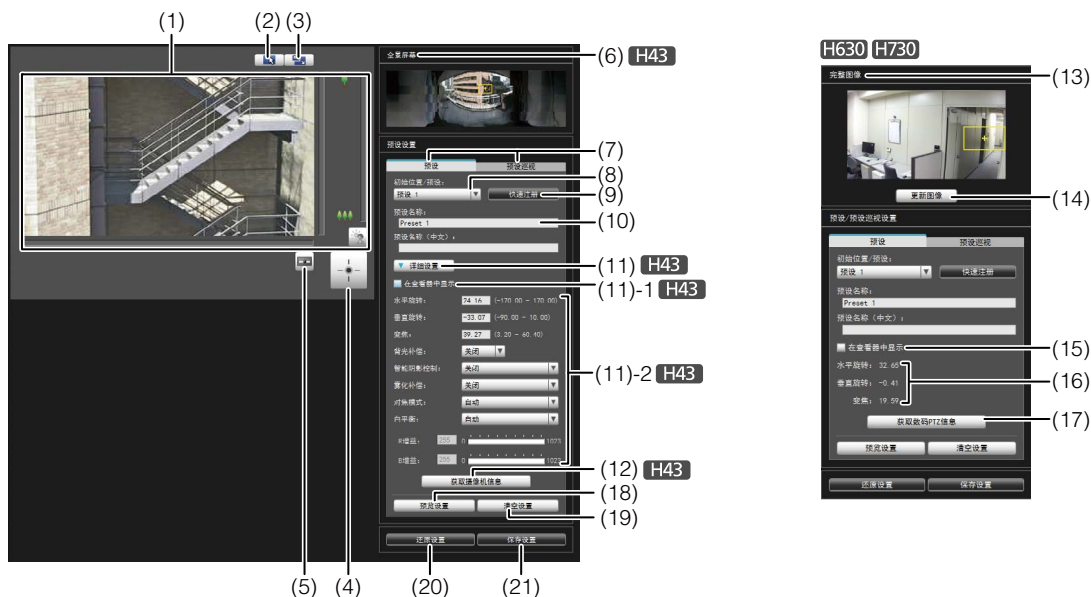 (1)
(2) (3)
全景屏幕
(6) H43
预设设置
(7)
预设
预设巡视
初始位置/预设:
(8)
预设 1
快速注册
(9)
预设名称:
Preset 1
(10)
预设名称（中文）:
详细设置
(11) H43
在查看器中显示
(11)-1 H43
水平旋转: 24.16 (-170.00 - 170.00)
垂直旋转: -33.07 (-90.00 - 10.00)
变焦: 39.27 (3.20 - 60.40)
背光补偿: 关闭
智能阴影控制: 关闭
(11)-2 H43
雾化补偿: 关闭
对焦模式: 自动
白平衡: 自动
R增益: 255 0 1023
B增益: 255 0 1023
(12) H43
获取摄像机信息
(18)
预览设置
清空设置
(19)
还原设置
保存设置
(5) (4) (20) (21)
H630 H730
完整图像
(13)
更新图像
(14)
预设/预设巡视设置
预设
预设巡视
初始位置/预设:
预设 1
快速注册
预设名称:
Preset 1
预设名称（中文）:
在查看器中显示
(15)
水平旋转: 32.65
垂直旋转: -0.41
(16)
变焦: 19.59
(17)
获取数码PTZ信息
预览设置
清空设置
还原设置
保存设置